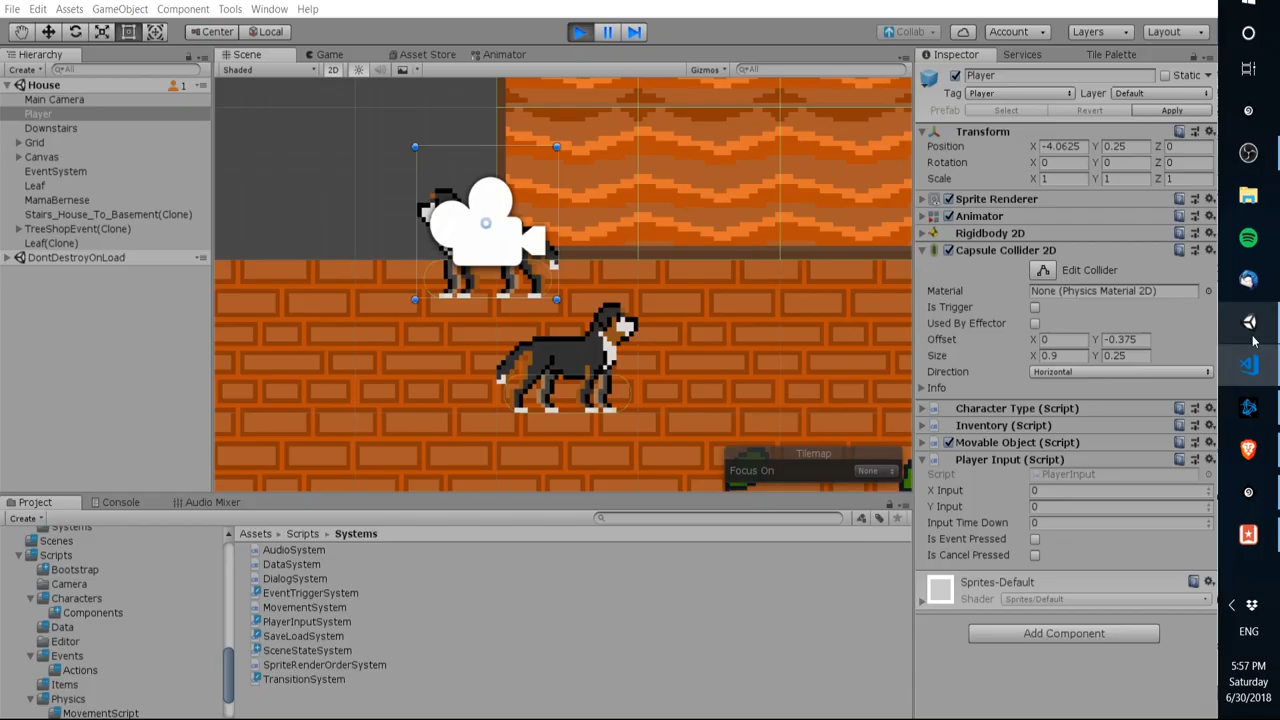 File Edit Assets GameObject Component Tools Window Help
Center Local Collab Account Layers Layout
Hierarchy Scene Game Asset Store Animator Inspector Services Tile Palette
Create All Shaded 2D Gizmos All
House 1
Main Camera
Player
Downstairs
Grid
Canvas
EventSystem
Leaf
MamaBernese
Stairs_House_To_Basement(Clone)
TreeShopEvent(Clone)
Leaf(Clone)
DontDestroyOnLoad
Tilemap
Focus On None
Player Static
Tag Player Layer Default
Prefab Select Revert Apply
Transform
Position X -4.0625 Y 0.25 Z 0
Rotation X 0 Y 0 Z 0
Scale X 1 Y 1 Z 1
Sprite Renderer
Animator
Rigidbody 2D
Capsule Collider 2D
Edit Collider
Material None (Physics Material 2D)
Is Trigger
Used By Effector
Offset X 0 Y -0.375
Size X 0.9 Y 0.25
Direction Horizontal
Info
Character Type (Script)
Inventory (Script)
Movable Object (Script)
Player Input (Script)
Script PlayerInput
X Input 0
Y Input 0
Input Time Down 0
Is Event Pressed
Is Cancel Pressed
Sprites-Default
Shader Sprites/Default
Add Component
Project Console Audio Mixer
Create
Systems
Scenes
Scripts
Bootstrap
Camera
Characters
Components
Data
Editor
Events
Actions
Items
Physics
MovementScript
Assets Scripts Systems
AudioSystem
DataSystem
DialogSystem
EventTriggerSystem
MovementSystem
PlayerInputSystem
SaveLoadSystem
SceneStateSystem
SpriteRenderOrderSystem
TransitionSystem
ENG
5:57 PM
Saturday
6/30/2018